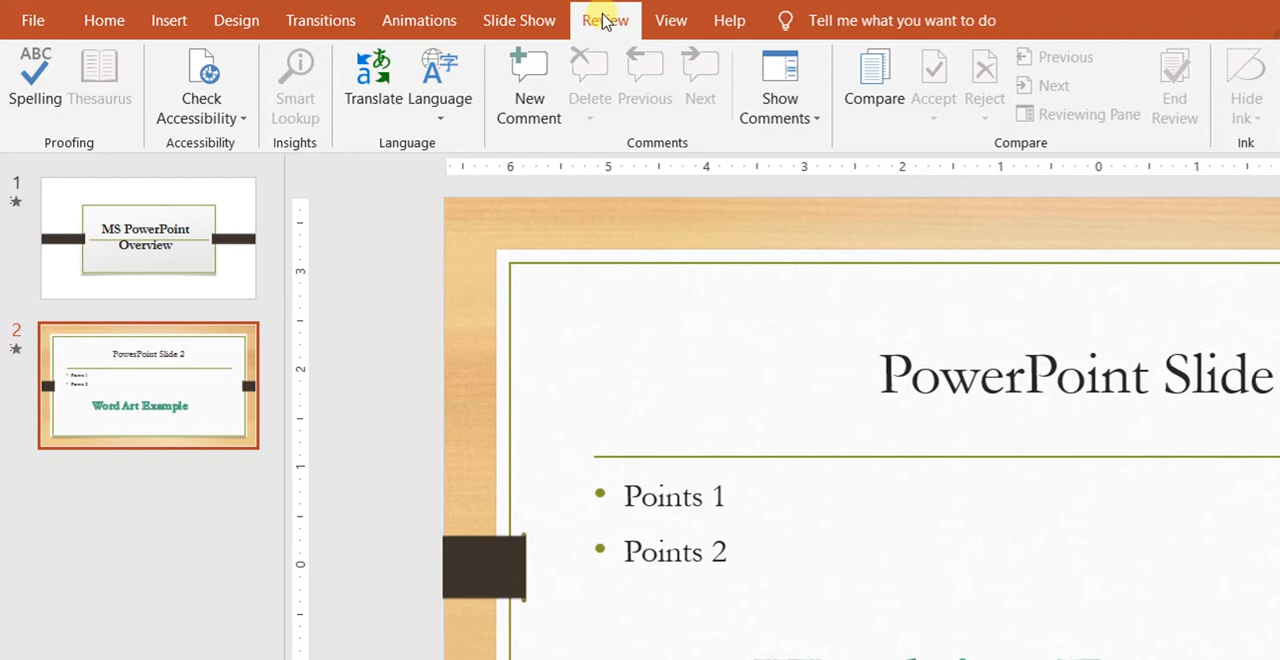 File Home Insert Design Transitions Animations Slide Show Review View Help Tell me what you want to do
ABC
Spelling Thesaurus Check Accessibility Smart Lookup Translate Language New Comment Delete Previous Next Show Comments Compare Accept Reject Previous Next Reviewing Pane End Review Hide Ink
Proofing Accessibility Insights Language Comments Compare Ink
6 5 4 3 2 1 0 1
1
MS PowerPoint
Overview
2
PowerPoint Slide 2
Points 1
Points 2
Word Art Example
3
2
1
0
PowerPoint Slide
Points 1
Points 2